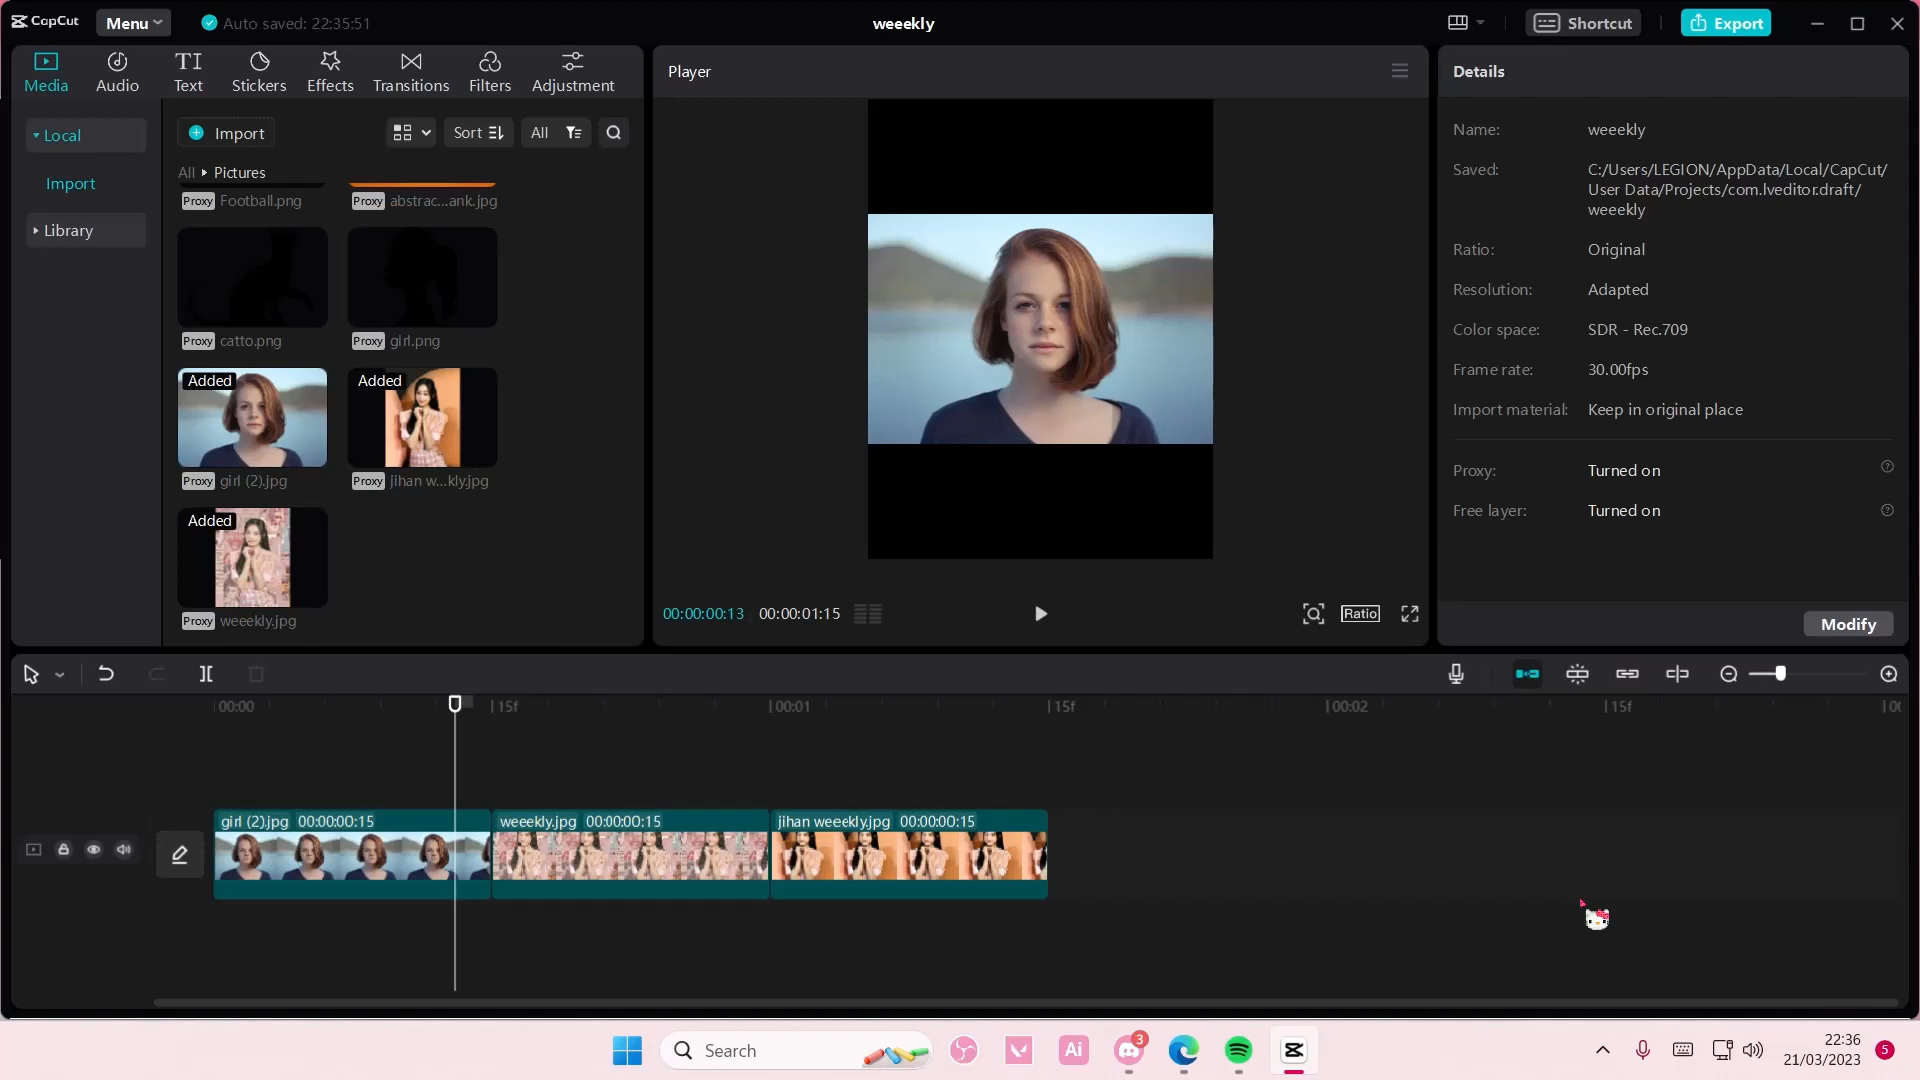 CapCut
Menu
Auto saved: 22:35:51
weeekly
Shortcut
Export
Media
Audio
TI
Text
Stickers
Effects
Transitions
Filters
Adjustment
Local
Import
Library
Import
Sort
All
All
Pictures
Proxy Football.png
Proxy abstrac...ank.jpg
Proxy catto.png
Proxy girl.png
Added
Added
Proxy girl (2).jpg
Proxy jihan w...kly.jpg
Added
Proxy weeekly.jpg
Player
00:00:00:13
00:00:01:15
Ratio
Details
Name: weeekly
Saved: C:/Users/LEGION/AppData/Local/CapCut/
User Data/Projects/com.lveditor.draft/
weeekly
Ratio: Original
Resolution: Adapted
Color space: SDR - Rec.709
Frame rate: 30.00fps
Import material: Keep in original place
Proxy: Turned on
Free layer: Turned on
Modify
00:00
15f
00:01
15f
00:02
15f
girl (2).jpg 00:00:00:15
weeekly.jpg 00:00:00:15
jihan weeekly.jpg 00:00:00:15
Search
Ai
3
22:36
21/03/2023
5